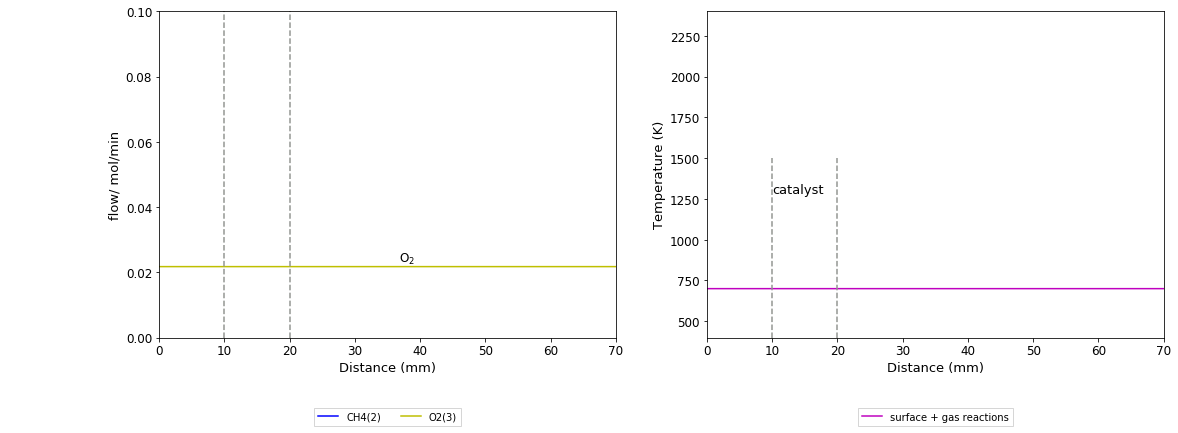 0.10
0.08
0.06
0.04
0.02
0.00
flow/ mol/min
O₂
0 10 20 30 40 50 60 70
Distance (mm)
CH4(2) O2(3)
2250
2000
1750
1500
1250
1000
750
500
Temperature (K)
catalyst
0 10 20 30 40 50 60 70
Distance (mm)
surface + gas reactions